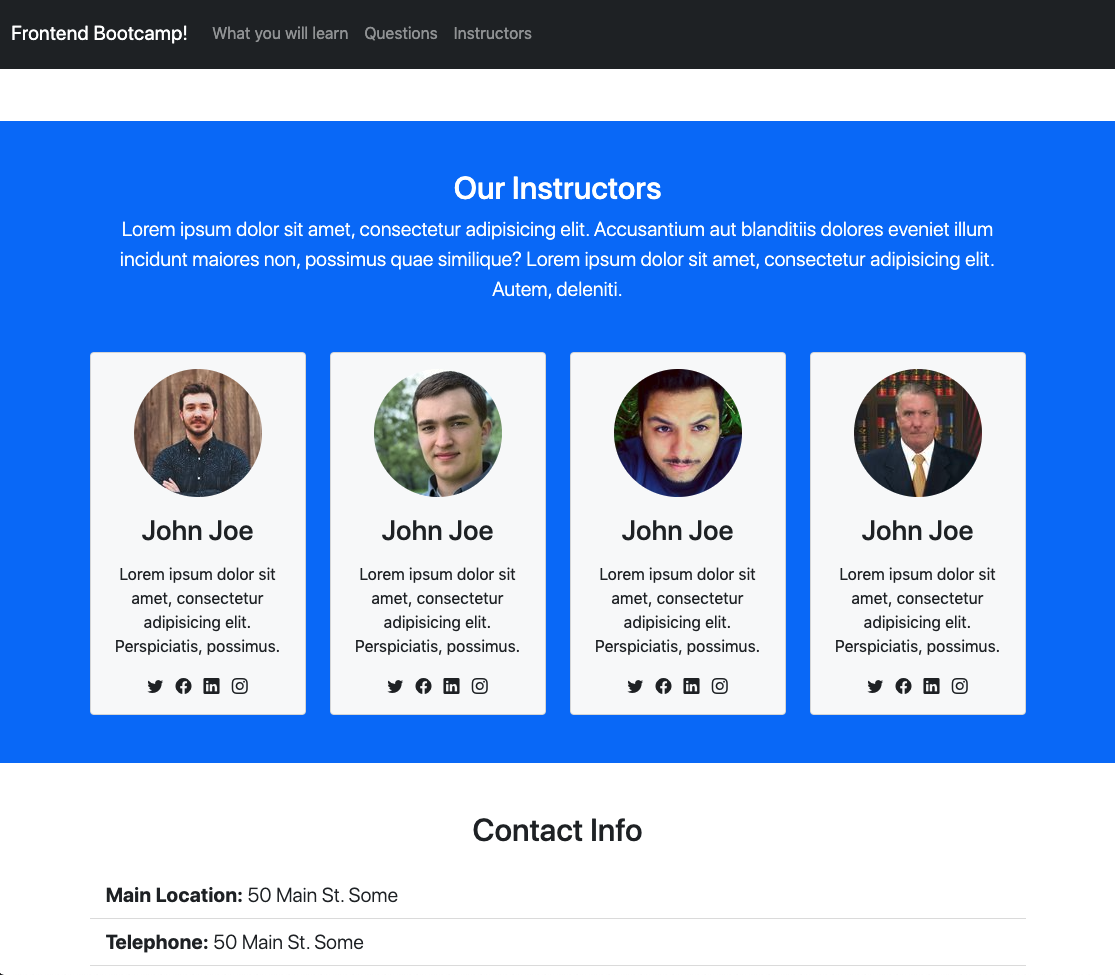 Frontend Bootcamp! What you will learn Questions Instructors
Our Instructors
Lorem ipsum dolor sit amet, consectetur adipisicing elit. Accusantium aut blanditiis dolores eveniet illum
incidunt maiores non, possimus quae similique? Lorem ipsum dolor sit amet, consectetur adipisicing elit.
Autem, deleniti.
John Joe
Lorem ipsum dolor sit
amet, consectetur
adipisicing elit.
Perspiciatis, possimus.
John Joe
Lorem ipsum dolor sit
amet, consectetur
adipisicing elit.
Perspiciatis, possimus.
John Joe
Lorem ipsum dolor sit
amet, consectetur
adipisicing elit.
Perspiciatis, possimus.
John Joe
Lorem ipsum dolor sit
amet, consectetur
adipisicing elit.
Perspiciatis, possimus.
Contact Info
Main Location: 50 Main St. Some
Telephone: 50 Main St. Some